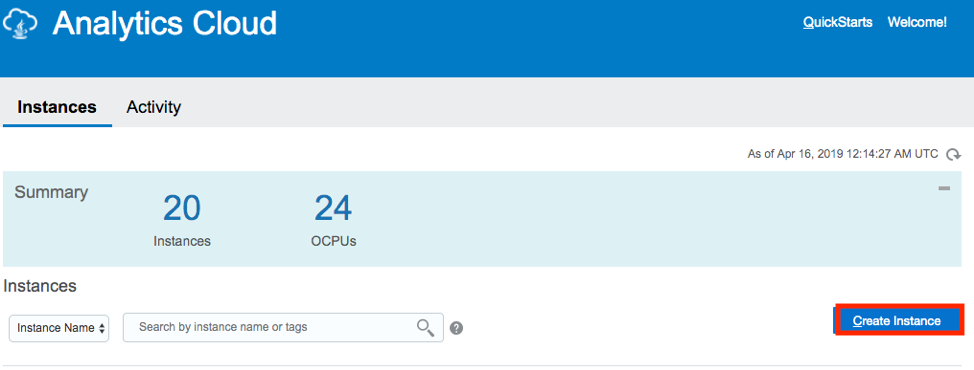 Analytics Cloud
QuickStarts Welcome!
Instances Activity
As of Apr 16, 2019 12:14:27 AM UTC
Summary
20 24
Instances OCPUs
Instances
Instance Name Search by instance name or tags ? Create Instance